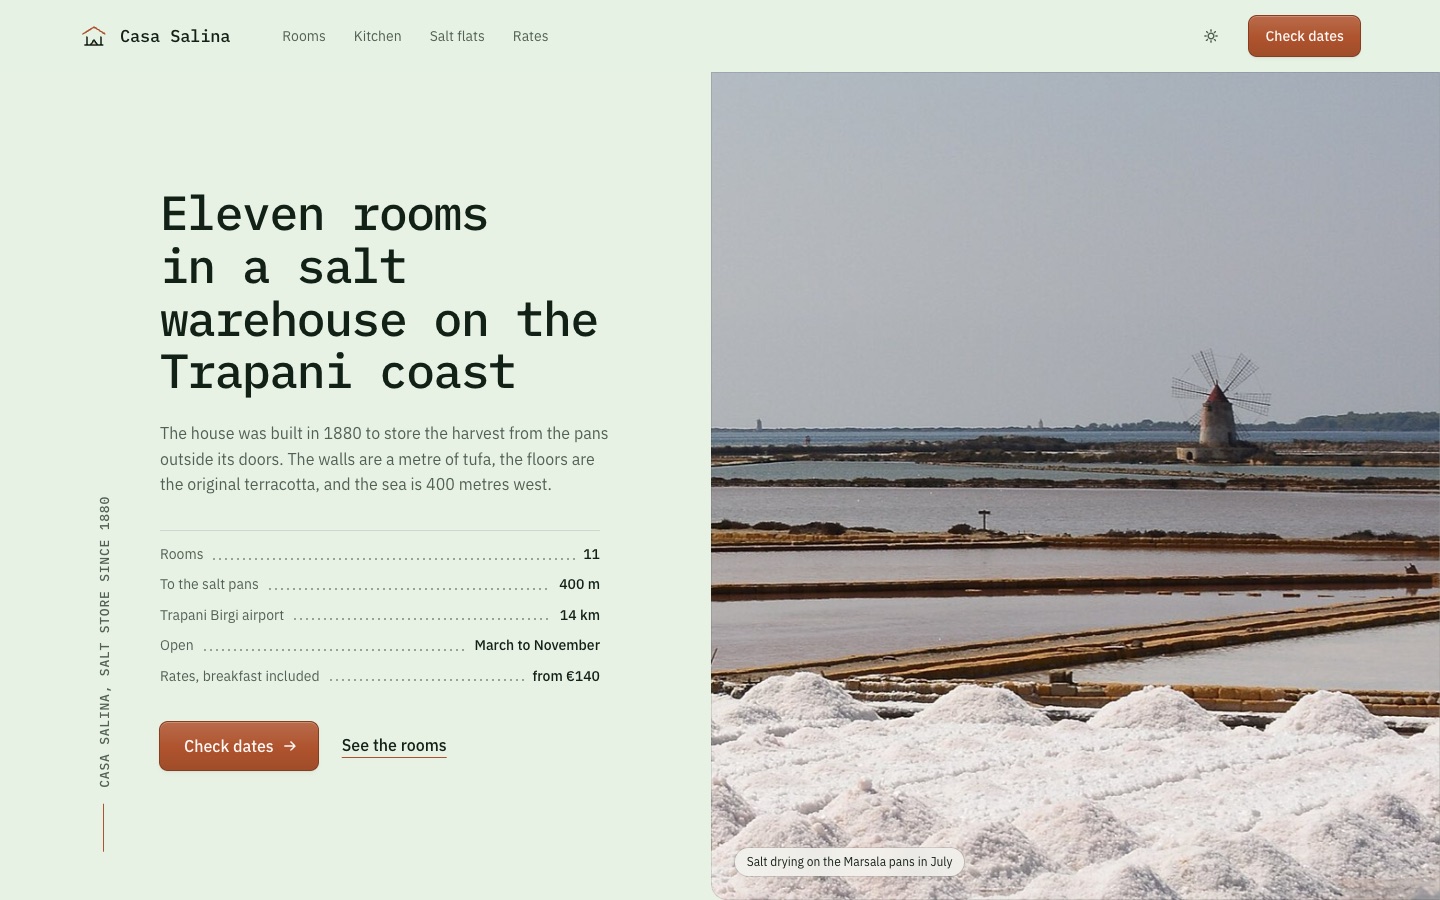 Casa Salina
Rooms
Kitchen
Salt flats
Rates
Check dates
Eleven rooms
in a salt
warehouse on the
Trapani coast
The house was built in 1880 to store the harvest from the pans
outside its doors. The walls are a metre of tufa, the floors are
the original terracotta, and the sea is 400 metres west.
CASA SALINA, SALT STORE SINCE 1880
Rooms 11
To the salt pans 400 m
Trapani Birgi airport 14 km
Open March to November
Rates, breakfast included from €140
Check dates →
See the rooms
Salt drying on the Marsala pans in July